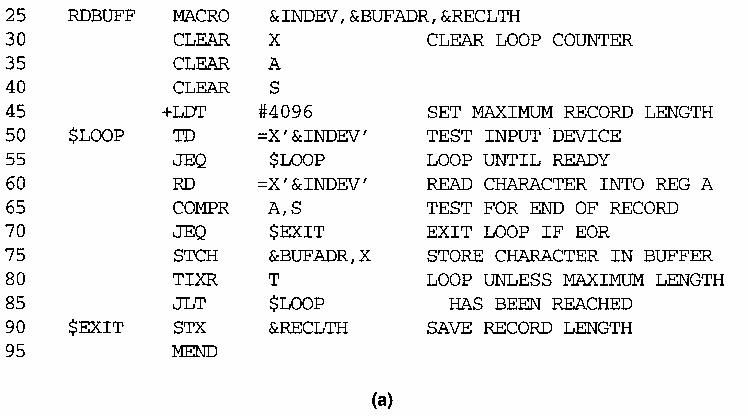 25 RDBUFF MACRO &INDEV,&BUFADR,&RECLTH
30 CLEAR X CLEAR LOOP COUNTER
35 CLEAR A
40 CLEAR S
45 +LDT #4096 SET MAXIMUM RECORD LENGTH
50 $LOOP TD =X'&INDEV' TEST INPUT DEVICE
55 JEQ $LOOP LOOP UNTIL READY
60 RD =X'&INDEV' READ CHARACTER INTO REG A
65 COMPR A,S TEST FOR END OF RECORD
70 JEQ $EXIT EXIT LOOP IF EOR
75 STCH &BUFADR,X STORE CHARACTER IN BUFFER
80 TIXR T LOOP UNLESS MAXIMUM LENGTH
85 JLT $LOOP HAS BEEN REACHED
90 $EXIT STX &RECLTH SAVE RECORD LENGTH
95 MEND
(a)